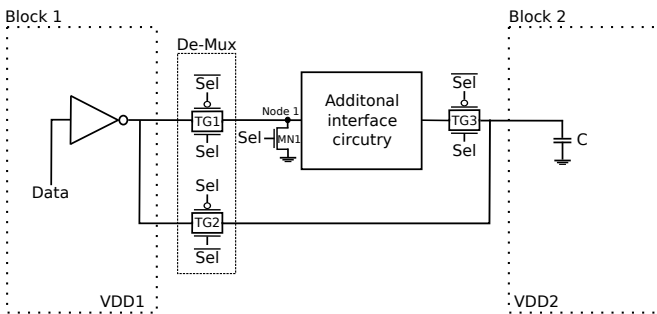 Block 1
Block 2
De-Mux
Sel
Sel
TG1
Sel
Node 1
Sel
MN1
Additonal
interface
circutry
TG3
Sel
C
Data
Sel
TG2
Sel
VDD1
VDD2